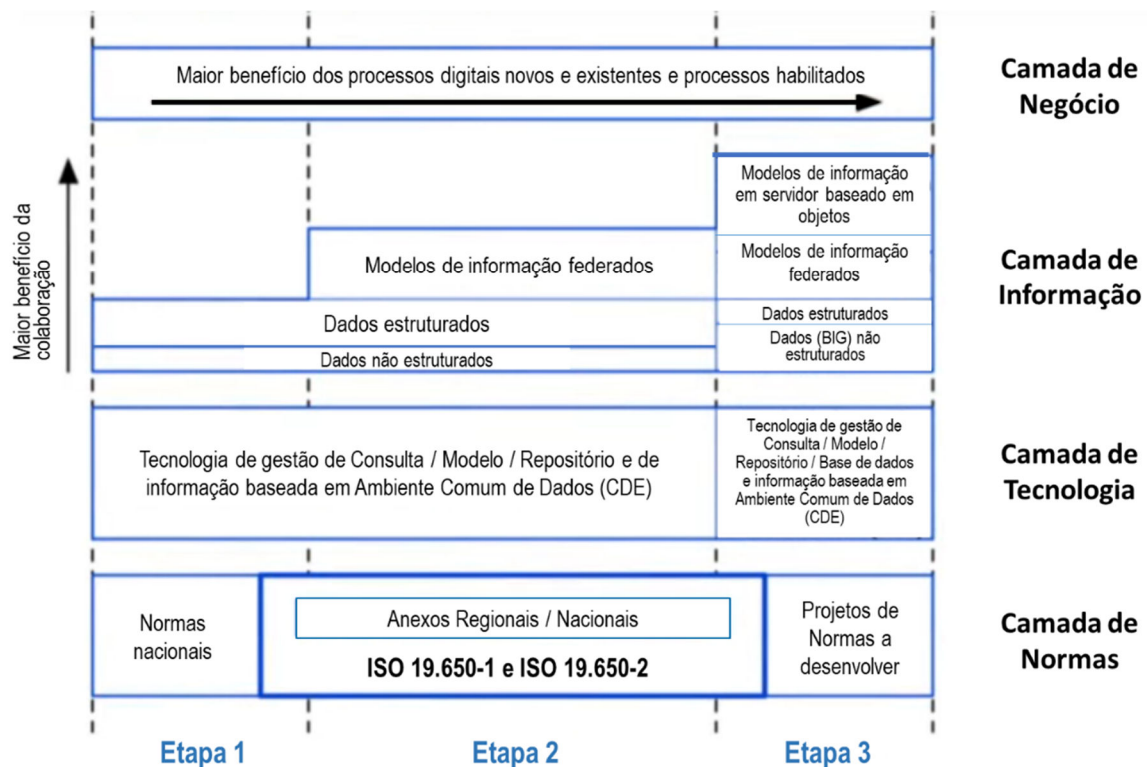 Maior benefício dos processos digitais novos e existentes e processos habilitados
Camada de
Negócio
Maior benefício da
colaboração
Modelos de informação
em servidor baseado em
objetos
Modelos de informação federados
Modelos de informação
federados
Dados estruturados
Dados estruturados
Dados não estruturados
Dados (BIG) não
estruturados
Camada de
Informação
Tecnologia de gestão de Consulta / Modelo / Repositório e de
informação baseada em Ambiente Comum de Dados (CDE)
Tecnologia de gestão de
Consulta / Modelo /
Repositório / Base de dados
e informação baseada em
Ambiente Comum de Dados
(CDE)
Camada de
Tecnologia
Normas
nacionais
Anexos Regionais / Nacionais
ISO 19.650-1 e ISO 19.650-2
Projetos de
Normas a
desenvolver
Camada de
Normas
Etapa 1
Etapa 2
Etapa 3